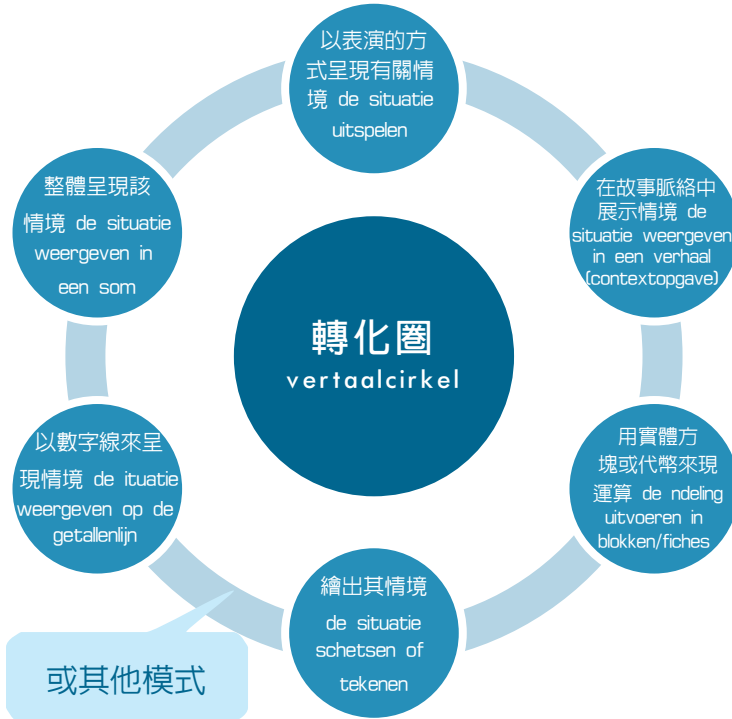 以表演的方
式呈現有關情
境 de situatie
uitspelen
整體呈現該
情境 de situatie
weergeven in
een som
在故事脈絡中
展示情境 de
situatie weergeven
in een verhaal
(contextopgave)
轉化圈
vertaalcirkel
以數字線來呈
現情境 de ituatie
weergeven op de
getallenlijn
用實體方
塊或代幣來現
運算 de ndeling
uitvoeren in
blokken/fiches
繪出其情境
de situatie
schetsen of
tekenen
或其他模式